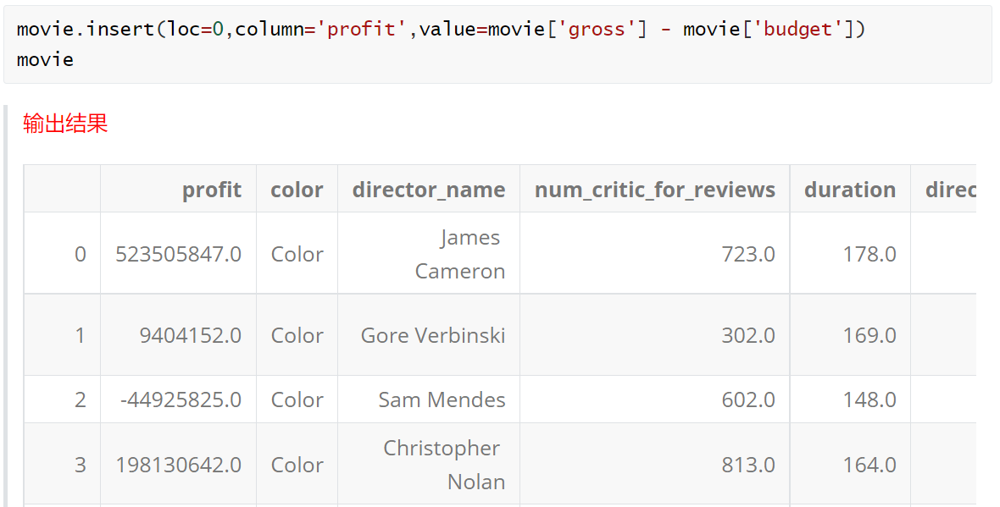 movie.insert(loc=0,column='profit',value=movie['gross'] - movie['budget'])
movie
输出结果
profit color director_name num_critic_for_reviews duration direc
0 523505847.0 Color James Cameron 723.0 178.0
1 9404152.0 Color Gore Verbinski 302.0 169.0
2 -44925825.0 Color Sam Mendes 602.0 148.0
3 198130642.0 Color Christopher Nolan 813.0 164.0